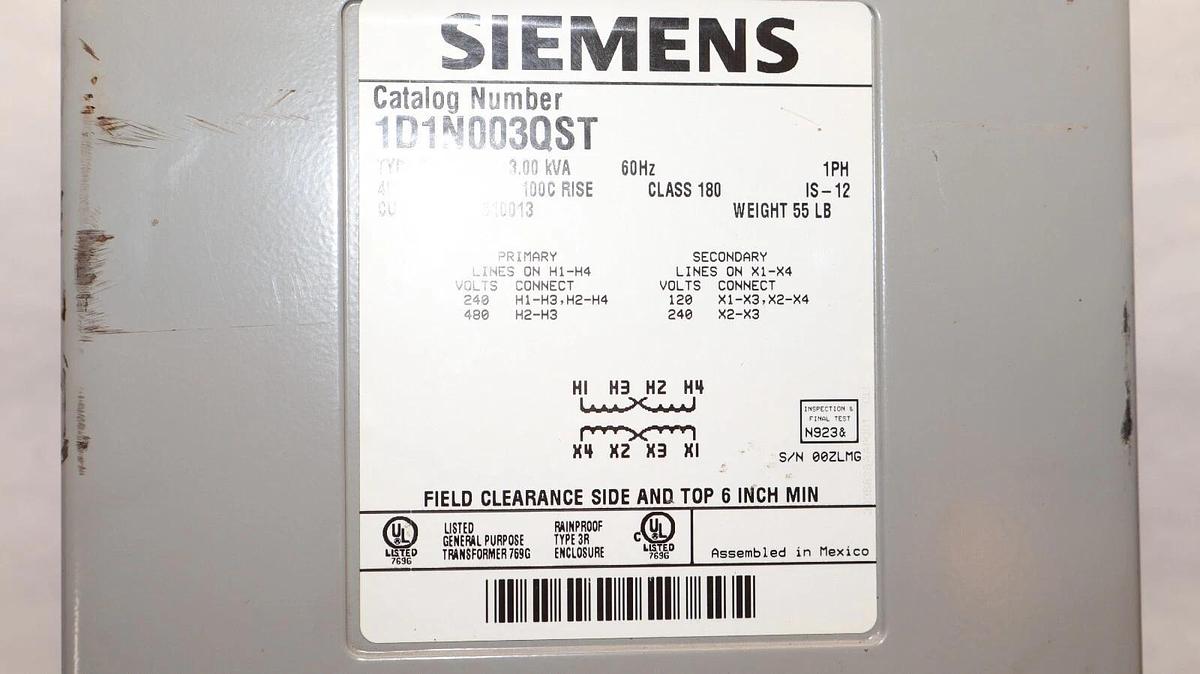 SIEMENS
Catalog Number
1D1N003QST
3.00 kVA 60Hz 1PH
100C RISE CLASS 180 IS-12
WEIGHT 55 LB
PRIMARY SECONDARY
LINES ON H1-H4 LINES ON X1-X4
VOLTS CONNECT VOLTS CONNECT
240 H1-H3,H2-H4 120 X1-X3,X2-X4
480 H2-H3 240 X2-X3
H1 H3 H2 H4
X4 X2 X3 X1
INSPECTION &
FINAL TEST
N923&
S/N 00ZLMG
FIELD CLEARANCE SIDE AND TOP 6 INCH MIN
UL LISTED 769G
LISTED
GENERAL PURPOSE
TRANSFORMER 769G
RAINPROOF
TYPE 3R
ENCLOSURE
C UL LISTED 769G
Assembled in Mexico